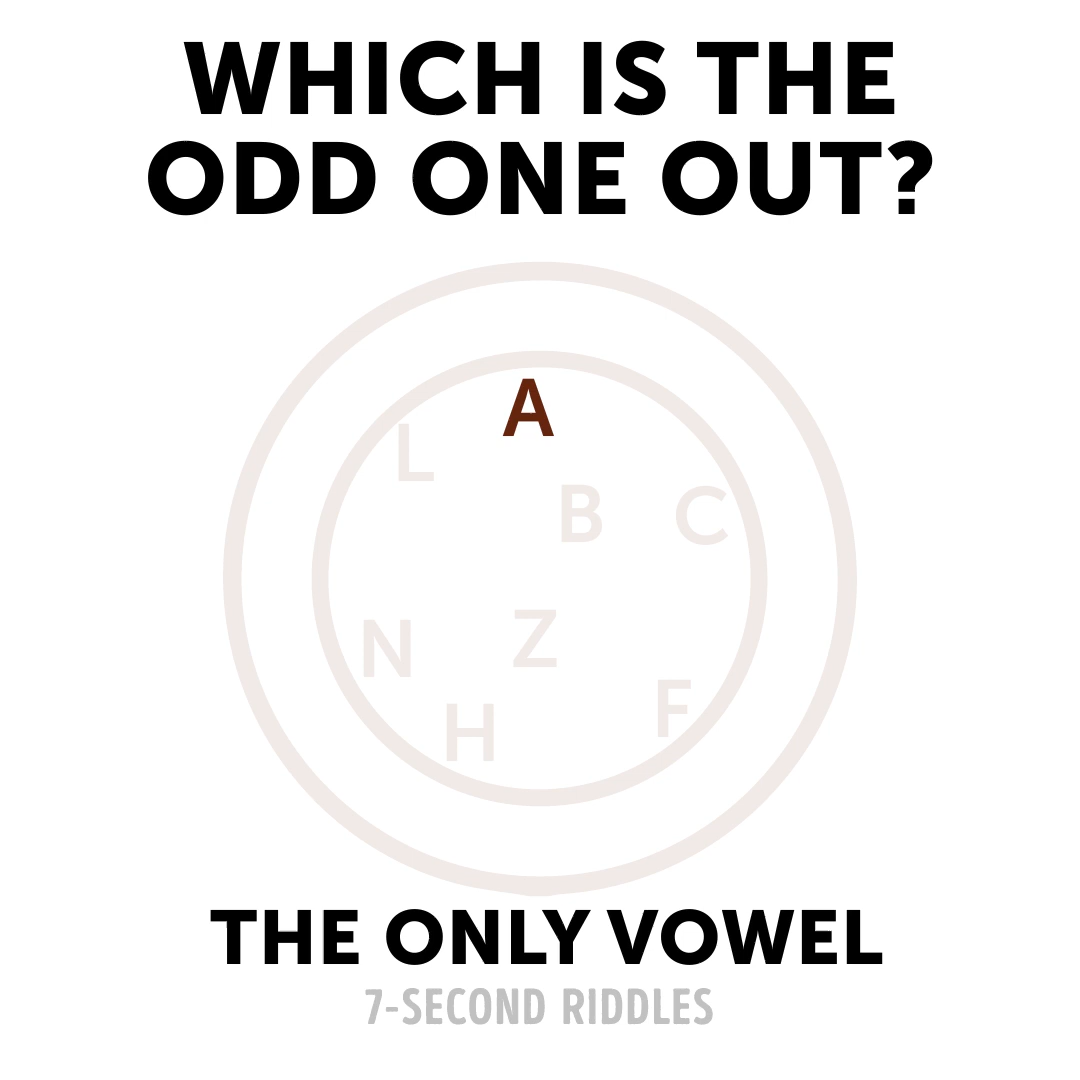 WHICH IS THE
ODD ONE OUT?
A
L
B C
N Z
H F
THE ONLY VOWEL
7-SECOND RIDDLES